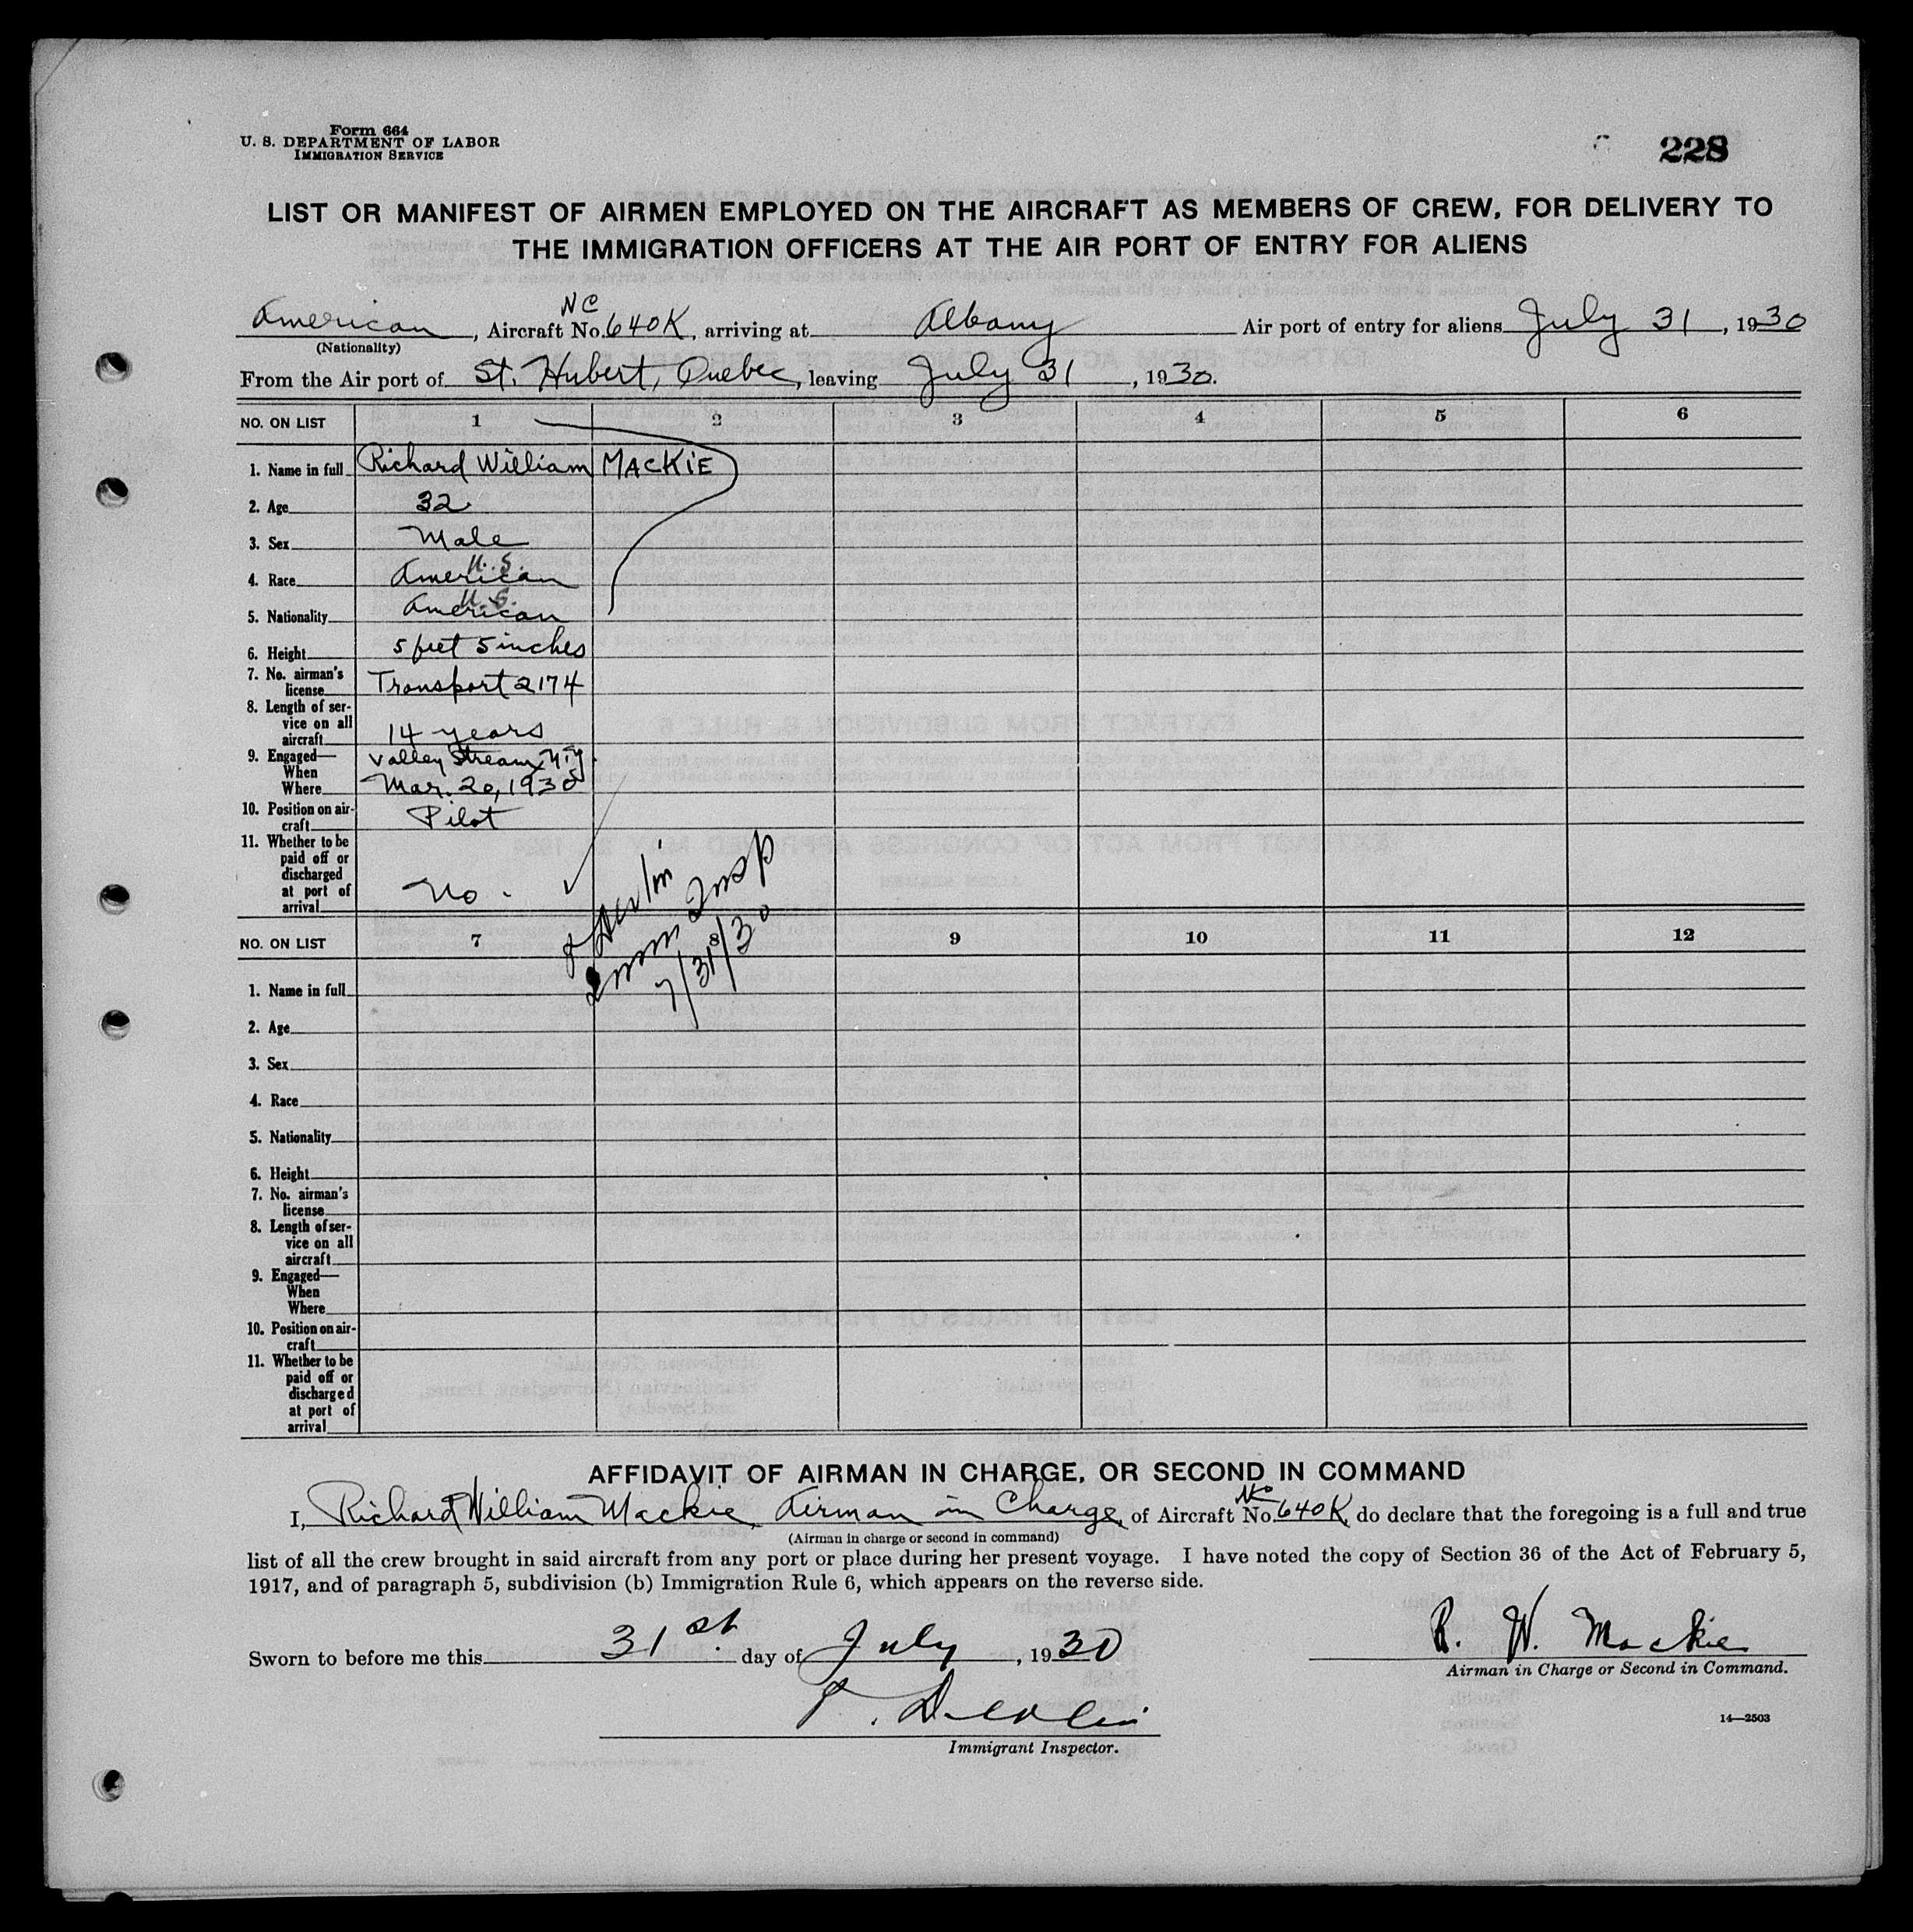 Form 664
U. S. DEPARTMENT OF LABOR
IMMIGRATION SERVICE
228
LIST OR MANIFEST OF AIRMEN EMPLOYED ON THE AIRCRAFT AS MEMBERS OF CREW, FOR DELIVERY TO
THE IMMIGRATION OFFICERS AT THE AIR PORT OF ENTRY FOR ALIENS
American, Aircraft No. NC 640K, arriving at Albany Air port of entry for aliens July 31, 1930
(Nationality)
From the Air port of St. Hubert, Quebec, leaving July 31, 1930.
NO. ON LIST 1 2 3 4 5 6
1. Name in full Richard William MACKIE
2. Age 32
3. Sex Male
4. Race American U.S.
5. Nationality American U.S.
6. Height 5 feet 5 inches
7. No. airman's
license Transport 2174
8. Length of ser-
vice on all
aircraft 14 years
9. Engaged— Valley Stream, N.Y.
When
Where Mar. 20, 1930
10. Position on air-
craft Pilot
11. Whether to be
paid off or
discharged
at port of
arrival No.
Imm Insp
7/31/30
NO. ON LIST 7 8 9 10 11 12
1. Name in full
2. Age
3. Sex
4. Race
5. Nationality
6. Height
7. No. airman's
license
8. Length of ser-
vice on all
aircraft
9. Engaged—
When
Where
10. Position on air-
craft
11. Whether to be
paid off or
discharged
at port of
arrival
AFFIDAVIT OF AIRMAN IN CHARGE, OR SECOND IN COMMAND
I, Richard William Mackie, Airman in Charge, of Aircraft No. NC 640K, do declare that the foregoing is a full and true
(Airman in charge or second in command)
list of all the crew brought in said aircraft from any port or place during her present voyage. I have noted the copy of Section 36 of the Act of February 5,
1917, and of paragraph 5, subdivision (b) Immigration Rule 6, which appears on the reverse side.
Sworn to before me this 31st. day of July, 1930
R. W. Mackie
Airman in Charge or Second in Command.
Immigrant Inspector.
14—2503